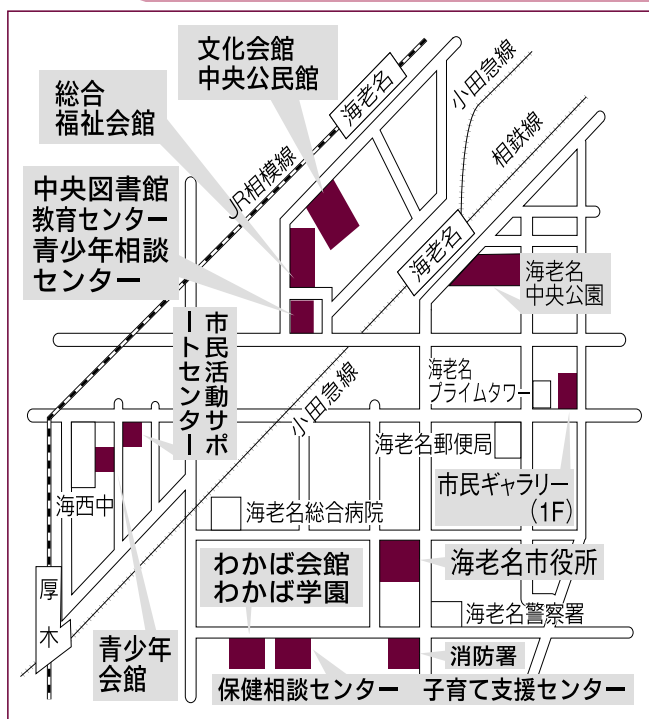 文化会館
中央公民館
総合
福祉会館
海老名
小田急線
相鉄線
JR相模線
中央図書館
教育センター
青少年相談
センター
海老名
海老名
中央公園
市民活動サポ
ートセンター
小田急線
海老名
プライムタワー
海老名郵便局
市民ギャラリー
(1F)
海西中
海老名総合病院
わかば会館
わかば学園
海老名市役所
厚木
海老名警察署
青少年
会館
消防署
保健相談センター
子育て支援センター